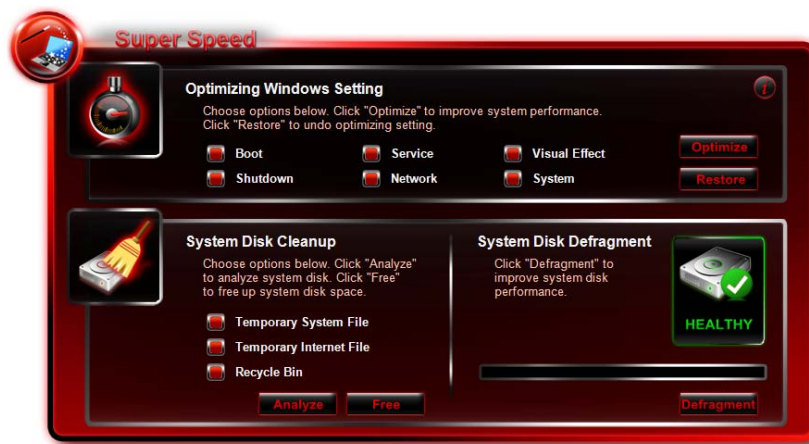 Super Speed
Optimizing Windows Setting
Choose options below. Click "Optimize" to improve system performance.
Click "Restore" to undo optimizing setting.
Boot
Service
Visual Effect
Optimize
Shutdown
Network
System
Restore
System Disk Cleanup
Choose options below. Click "Analyze"
to analyze system disk. Click "Free"
to free up system disk space.
Temporary System File
Temporary Internet File
Recycle Bin
Analyze
Free
System Disk Defragment
Click "Defragment" to
improve system disk
performance.
HEALTHY
Defragment